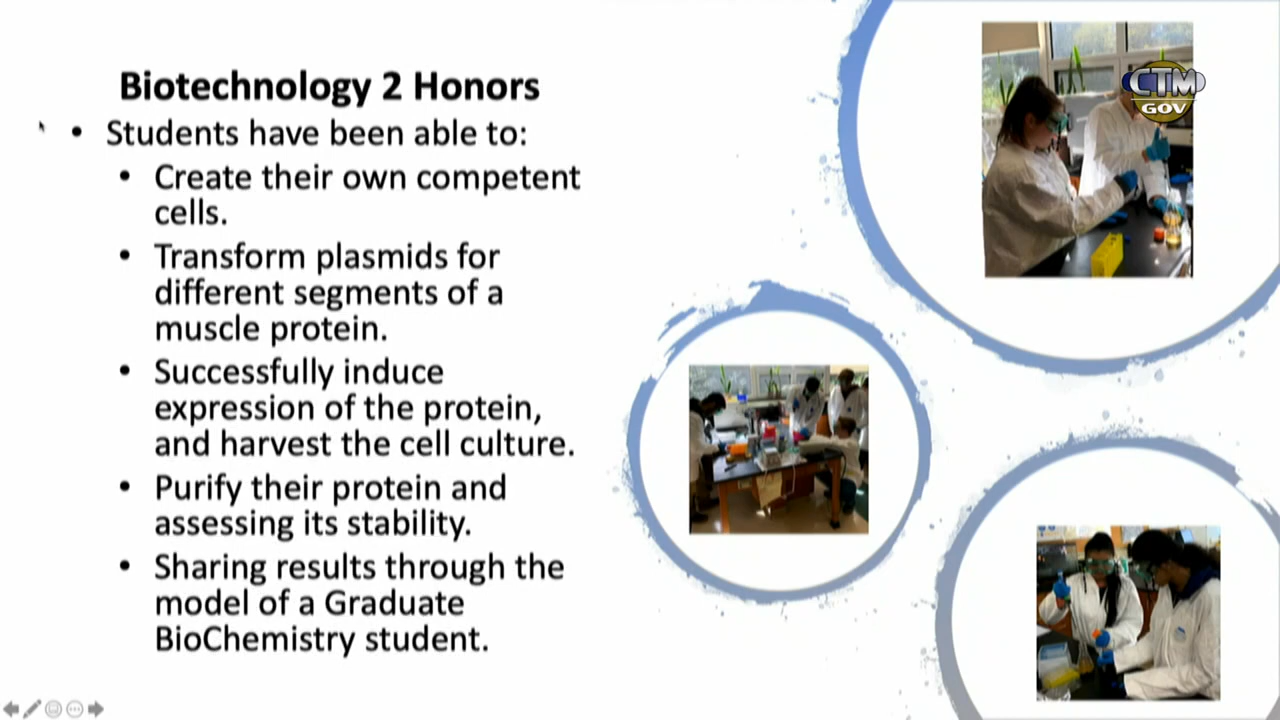 Biotechnology 2 Honors
• Students have been able to:
• Create their own competent
cells.
• Transform plasmids for
different segments of a
muscle protein.
• Successfully induce
expression of the protein,
and harvest the cell culture.
• Purify their protein and
assessing its stability.
• Sharing results through the
model of a Graduate
BioChemistry student.
CTM
GOV